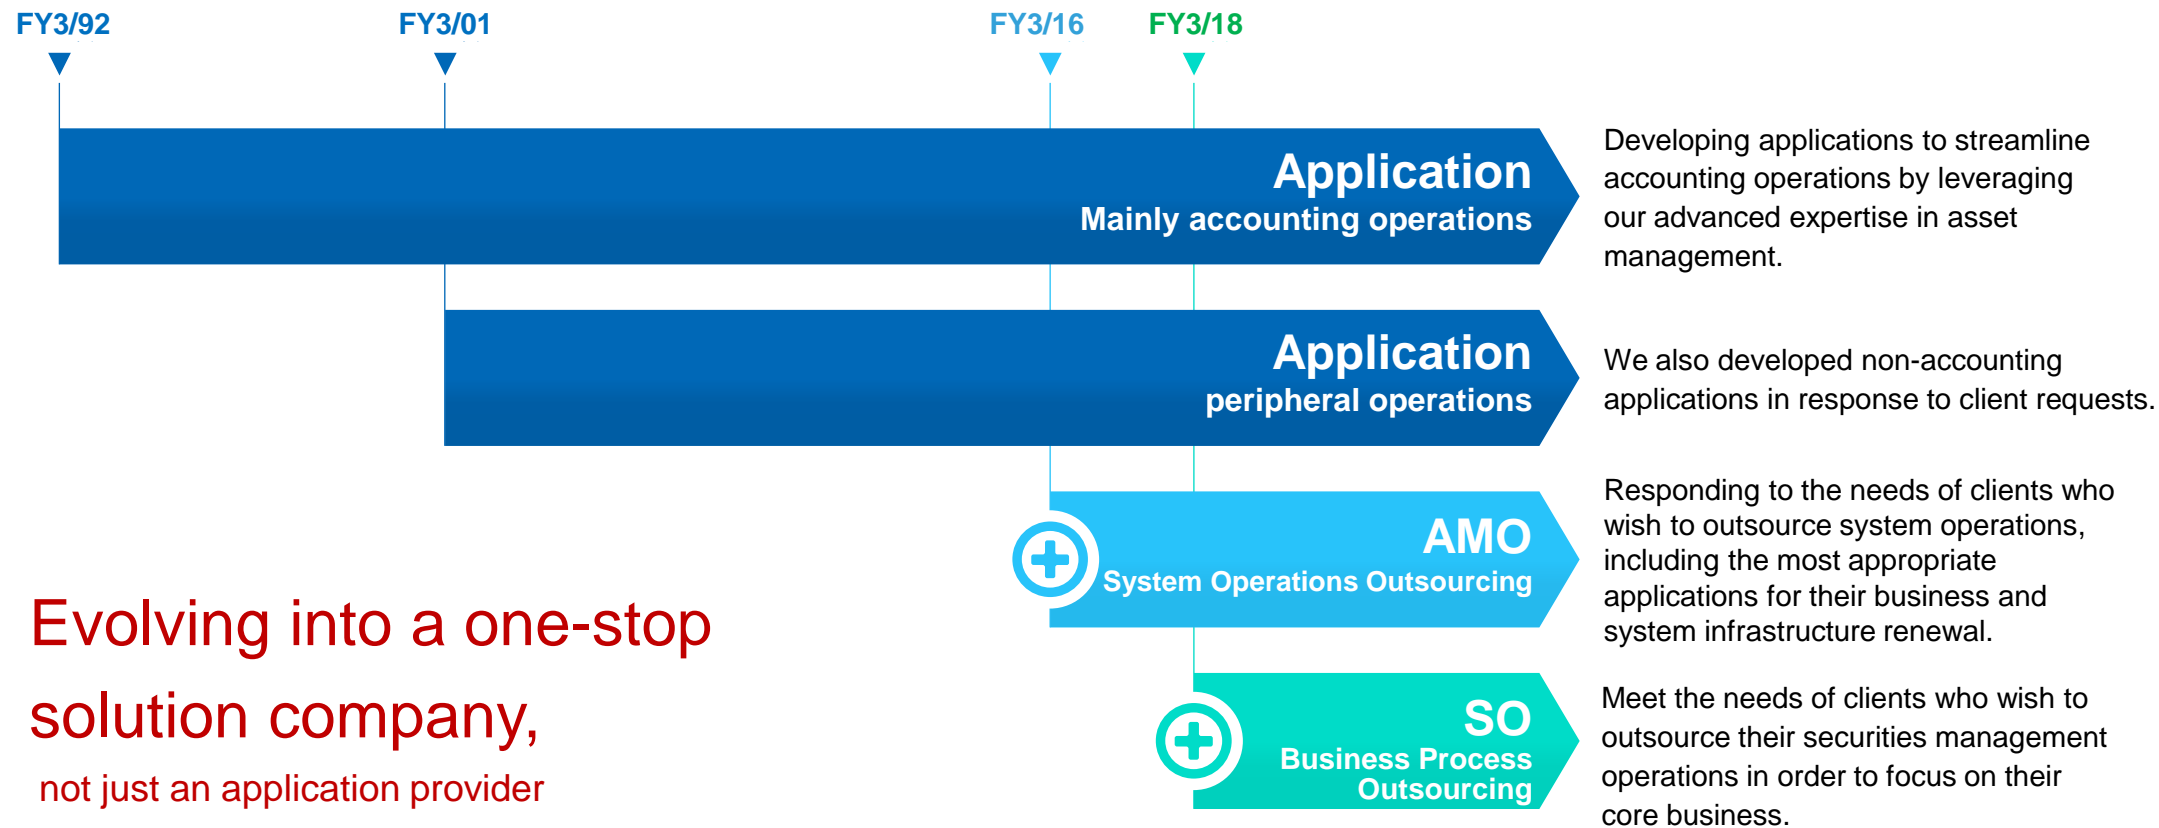 FY3/92
FY3/01
FY3/16
FY3/18
Application
Mainly accounting operations
Developing applications to streamline
accounting operations by leveraging
our advanced expertise in asset
management.
Application
peripheral operations
We also developed non-accounting
applications in response to client requests.
AMO
System Operations Outsourcing
Responding to the needs of clients who
wish to outsource system operations,
including the most appropriate
applications for their business and
system infrastructure renewal.
Evolving into a one-stop
solution company,
not just an application provider
SO
Business Process
Outsourcing
Meet the needs of clients who wish to
outsource their securities management
operations in order to focus on their
core business.